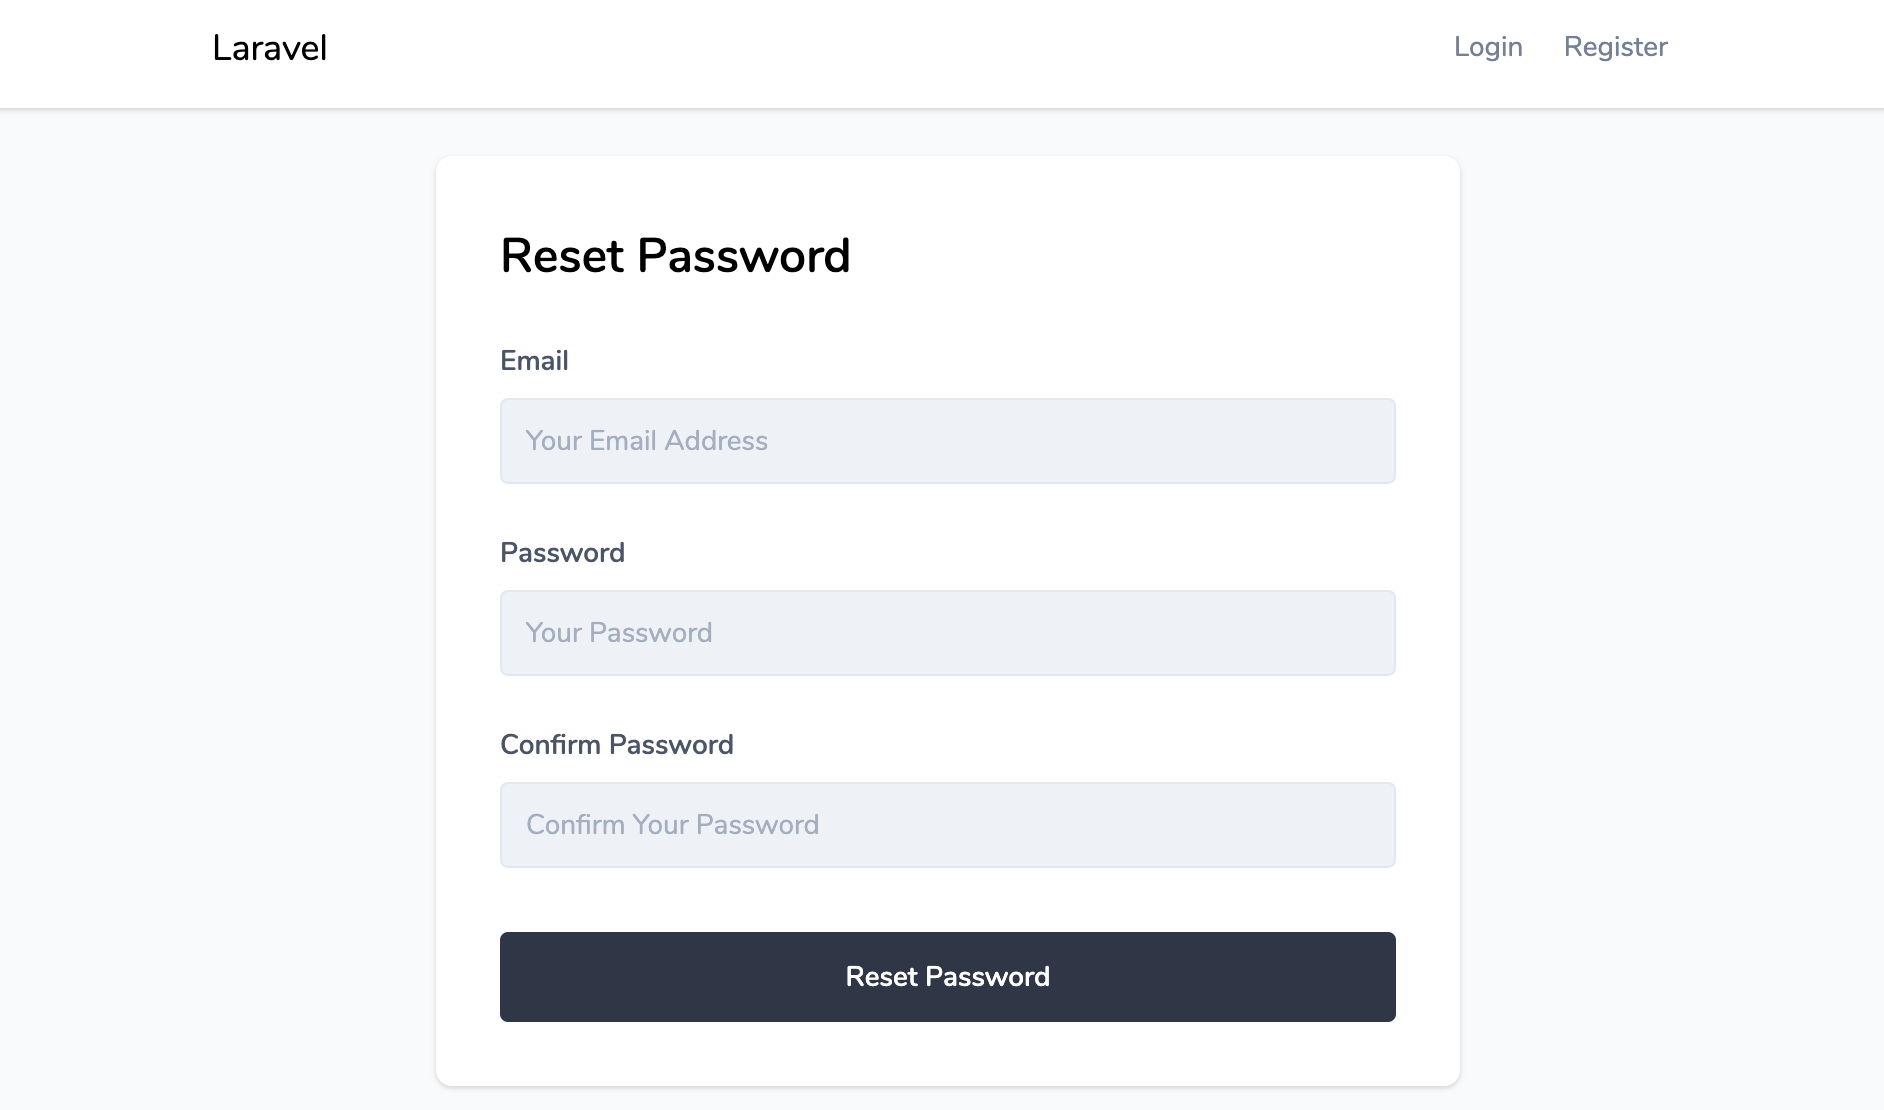 Laravel
Login Register
Reset Password
Email
Your Email Address
Password
Your Password
Confirm Password
Confirm Your Password
Reset Password